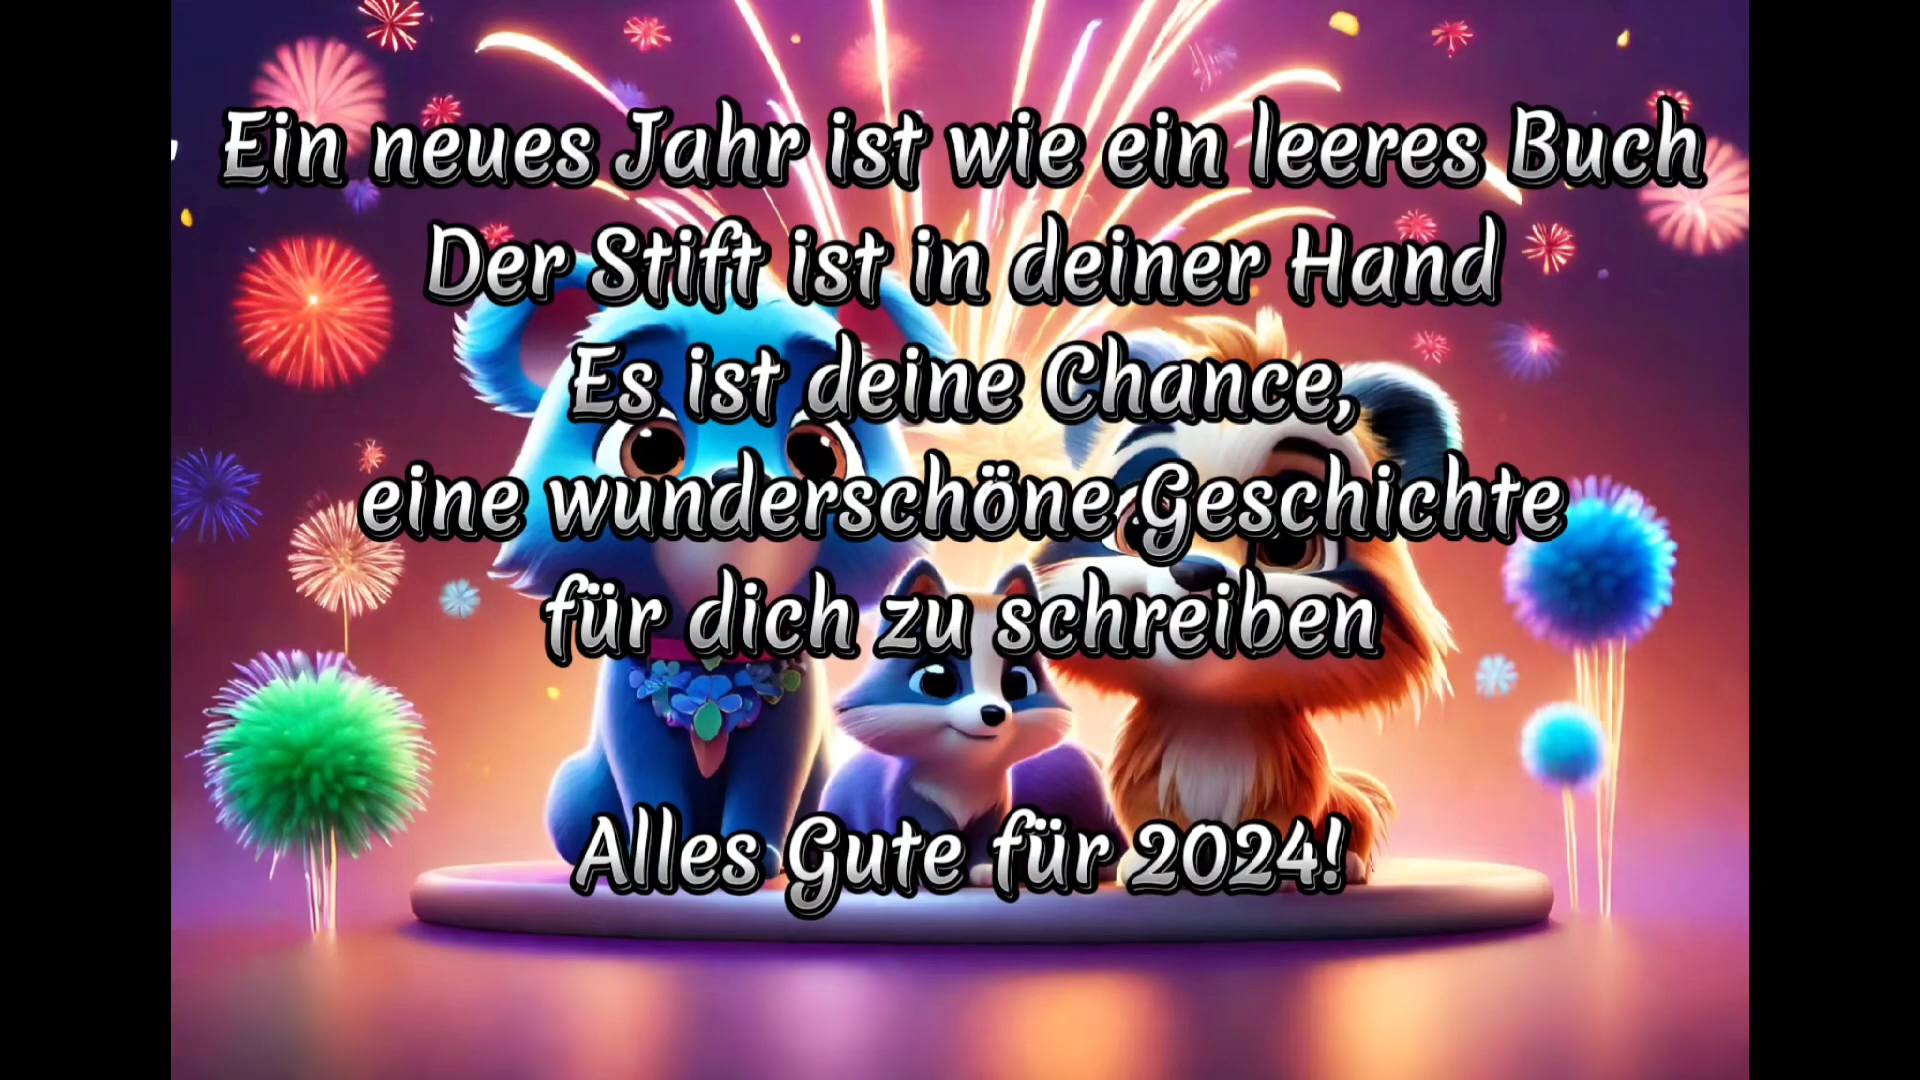 Ein neues Jahr ist wie ein leeres Buch
Der Stift ist in deiner Hand
Es ist deine Chance,
eine wunderschöne Geschichte
für dich zu schreiben
Alles Gute für 2024!